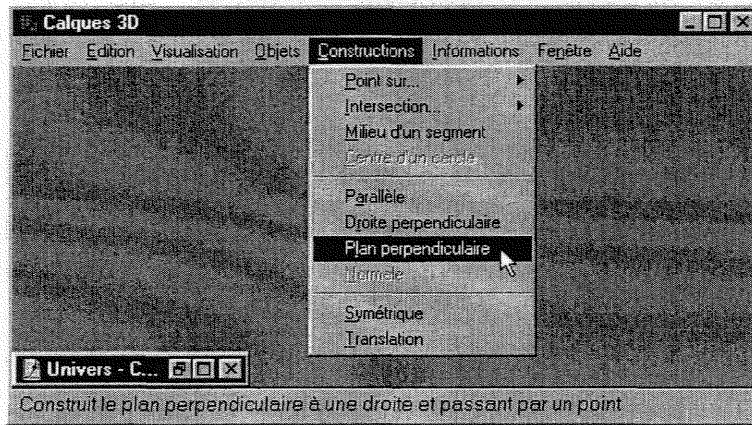 Calques 3D
Fichier Edition Visualisation Objets Constructions Informations Fenêtre Aide
Point sur...
Intersection...
Milieu d'un segment
Centre d'un cercle
Parallèle
Droite perpendiculaire
Plan perpendiculaire
Normale
Symétrique
Translation
Univers - C...
Construit le plan perpendiculaire à une droite et passant par un point